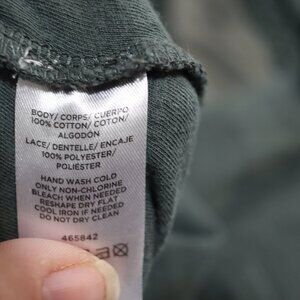 BODY/ CORPS/ CUERPO
100% COTTON/ COTON/
ALGODÓN
LACE/ DENTELLE/ ENCAJE
100% POLYESTER/
POLIÉSTER
HAND WASH COLD
ONLY NON-CHLORINE
BLEACH WHEN NEEDED
RESHAPE DRY FLAT
COOL IRON IF NEEDED
DO NOT DRY CLEAN
465842